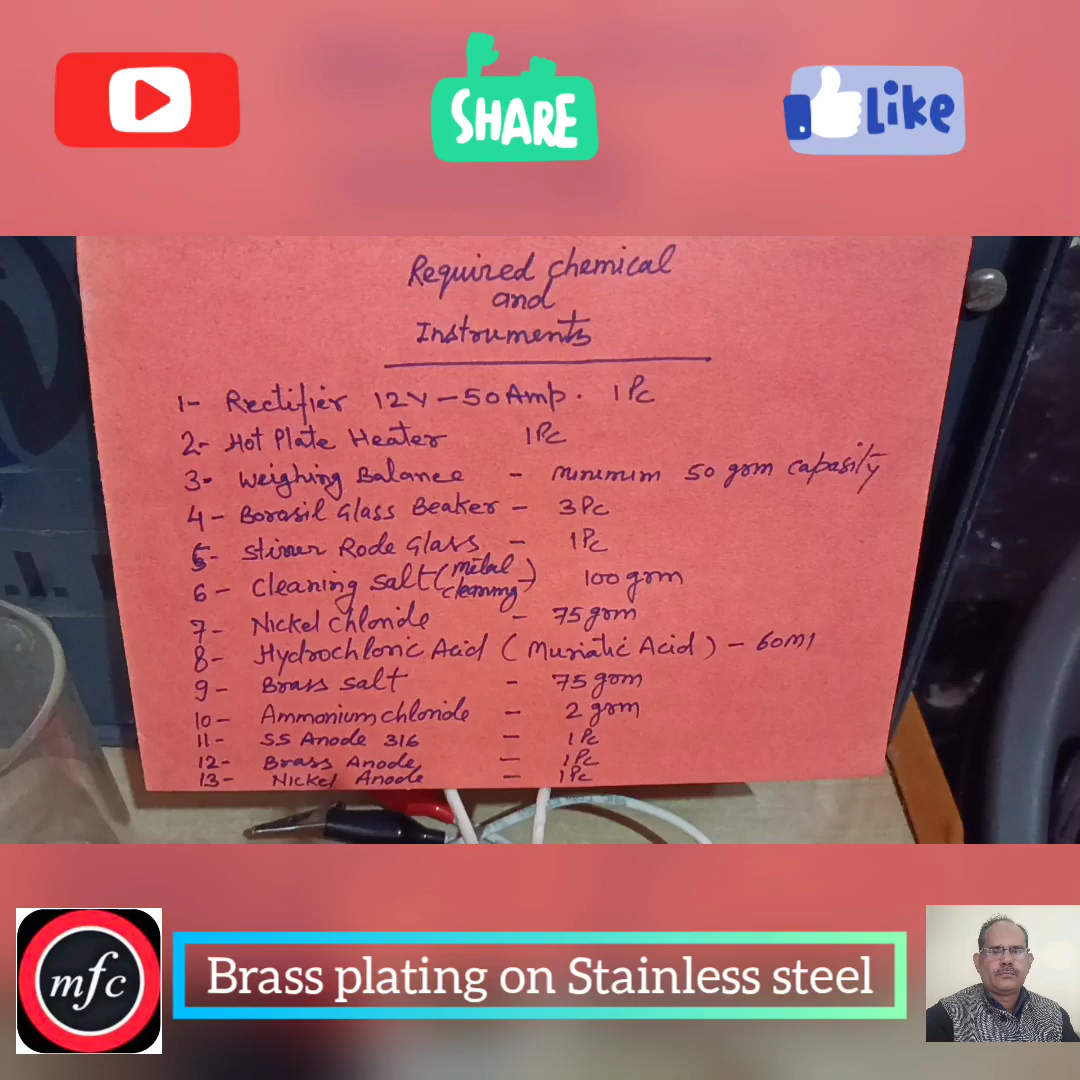 SHARE
Like
Required chemical
and
Instruments
1- Rectifier 12V-50Amp. 1Pc
2- Hot Plate Heater 1Pc
3- Weighing Balance - minimum 50 grm capasity
4- Borasil Glass Beaker - 3Pc
5- Stirrer Rode Glass - 1Pc
6- Cleaning Salt (metal cleaning) 100 grm
7- Nickel chloride - 75 grm
8- Hydrochloric Acid (Muriatic Acid) - 60Ml
9- Brass salt - 75 grm
10- Ammonium chloride - 2 grm
11- SS Anode 316 - 1Pc
12- Brass Anode - 1Pc
13- Nickel Anode - 1Pc
mfc
Brass plating on Stainless steel